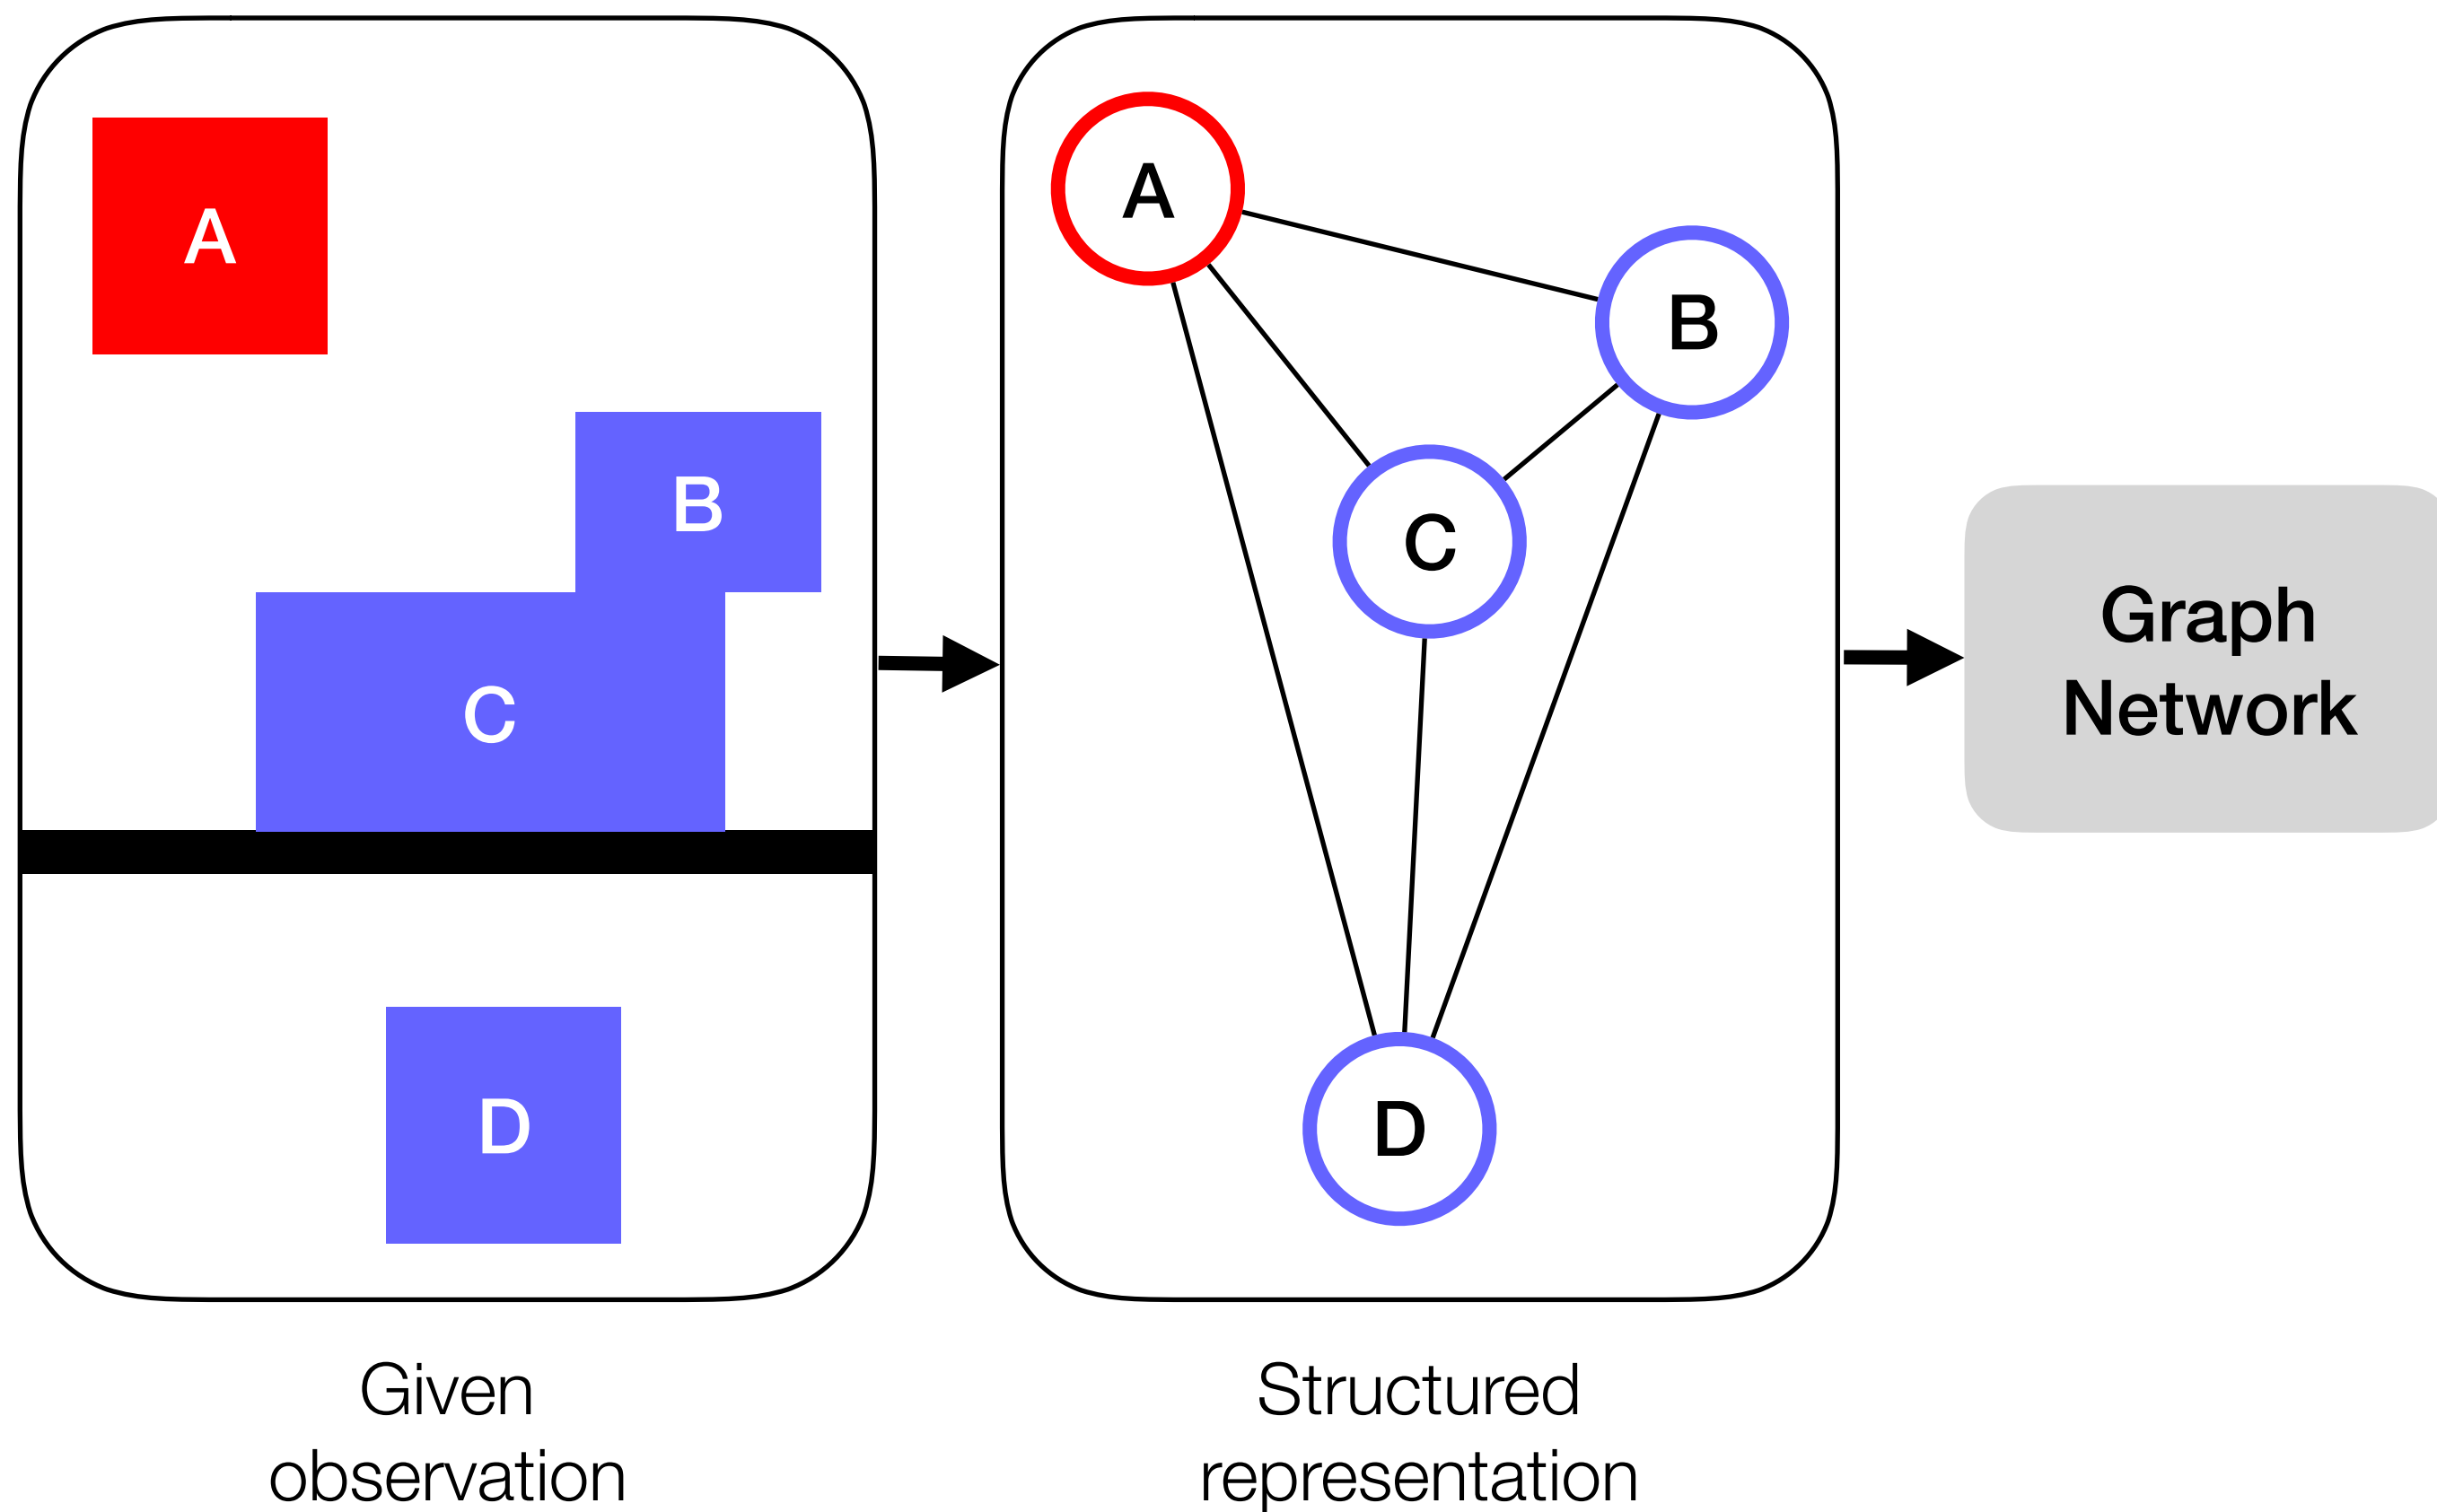 A
B
C
D
A
B
C
D
Graph
Network
Given
observation
Structured
representation